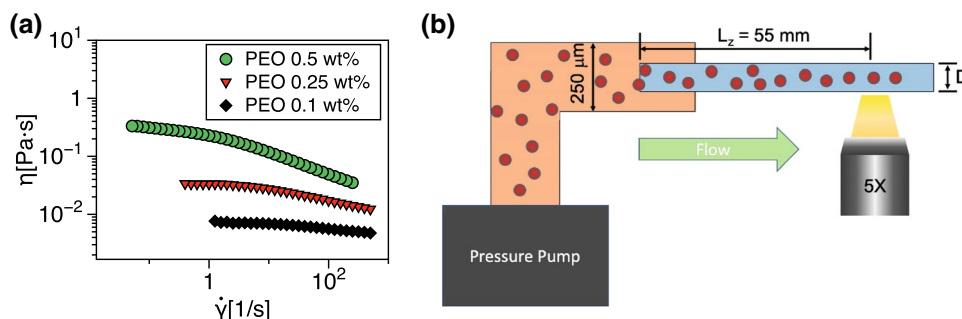 (a)
10¹
PEO 0.5 wt%
PEO 0.25 wt%
PEO 0.1 wt%
1
10⁻¹
10⁻²
η[Pa·s]
1
10²
γ̇[1/s]
(b)
L_z = 55 mm
250 μm
D
Flow
5X
Pressure Pump